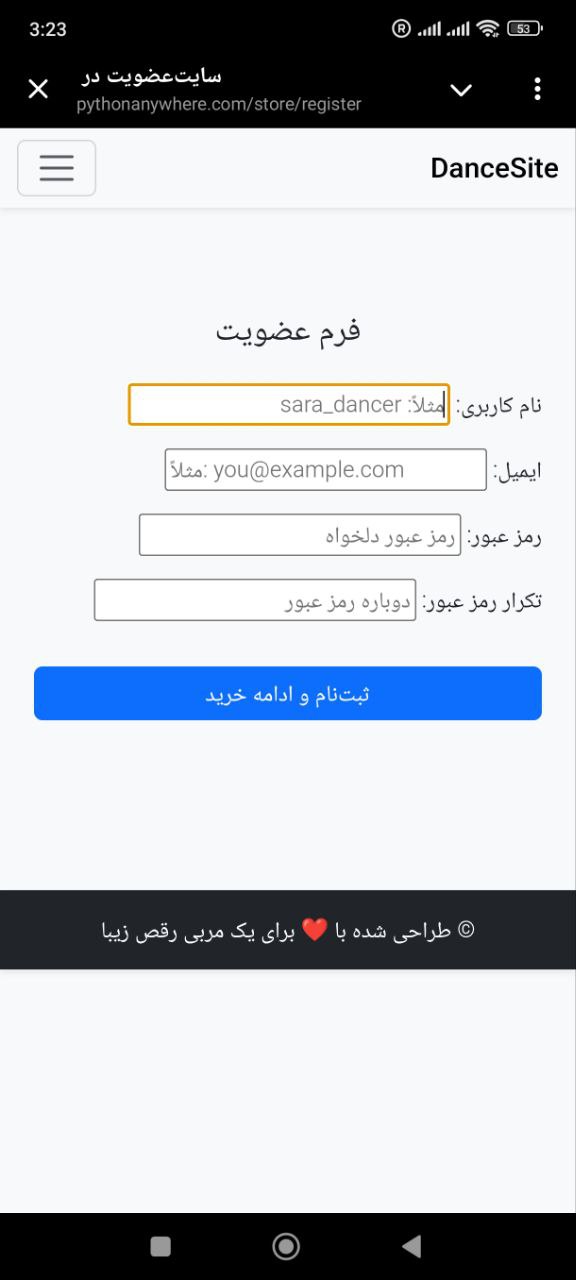 3:23
® 53
سایت‌عضویت در
pythonanywhere.com/store/register
DanceSite
فرم عضویت
نام کاربری: مثلاً: sara_dancer
ایمیل: you@example.com :مثلاً
رمز عبور: رمز عبور دلخواه
تکرار رمز عبور: دوباره رمز عبور
ثبت‌نام و ادامه خرید
© طراحی شده با ❤️ برای یک مربی رقص زیبا